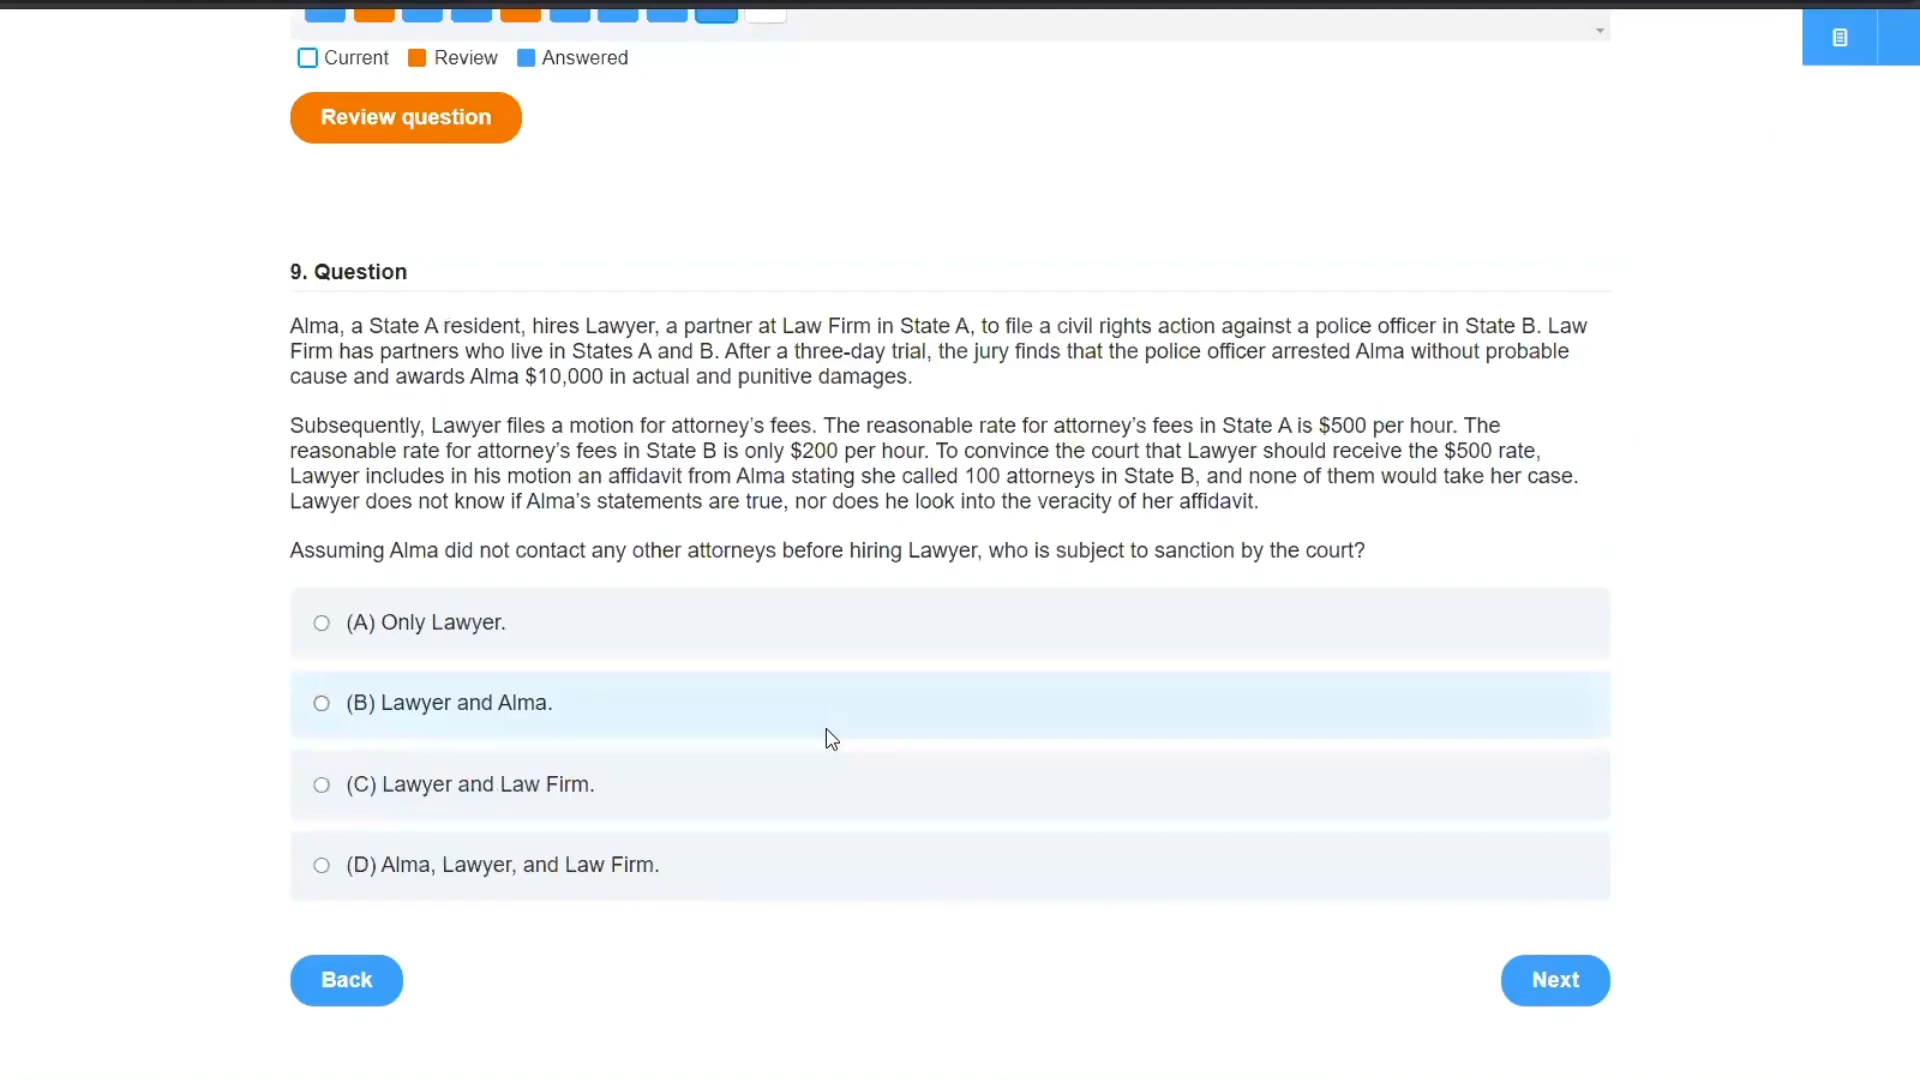 Current Review Answered
Review question
9. Question
Alma, a State A resident, hires Lawyer, a partner at Law Firm in State A, to file a civil rights action against a police officer in State B. Law
Firm has partners who live in States A and B. After a three-day trial, the jury finds that the police officer arrested Alma without probable
cause and awards Alma $10,000 in actual and punitive damages.
Subsequently, Lawyer files a motion for attorney’s fees. The reasonable rate for attorney’s fees in State A is $500 per hour. The
reasonable rate for attorney’s fees in State B is only $200 per hour. To convince the court that Lawyer should receive the $500 rate,
Lawyer includes in his motion an affidavit from Alma stating she called 100 attorneys in State B, and none of them would take her case.
Lawyer does not know if Alma’s statements are true, nor does he look into the veracity of her affidavit.
Assuming Alma did not contact any other attorneys before hiring Lawyer, who is subject to sanction by the court?
(A) Only Lawyer.
(B) Lawyer and Alma.
(C) Lawyer and Law Firm.
(D) Alma, Lawyer, and Law Firm.
Back
Next